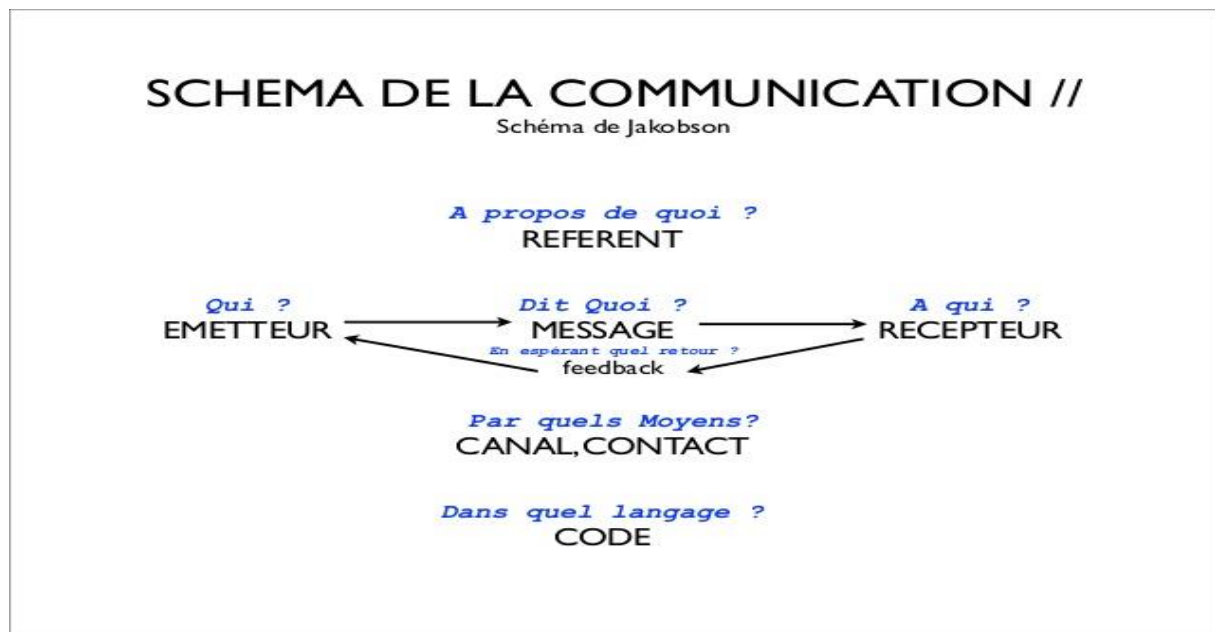 SCHEMA DE LA COMMUNICATION //
Schéma de Jakobson
A propos de quoi ?
REFERENT
Qui ?
EMETTEUR
Dit Quoi ?
MESSAGE
A qui ?
RECEPTEUR
En espérant quel retour ?
feedback
Par quels Moyens?
CANAL,CONTACT
Dans quel langage ?
CODE